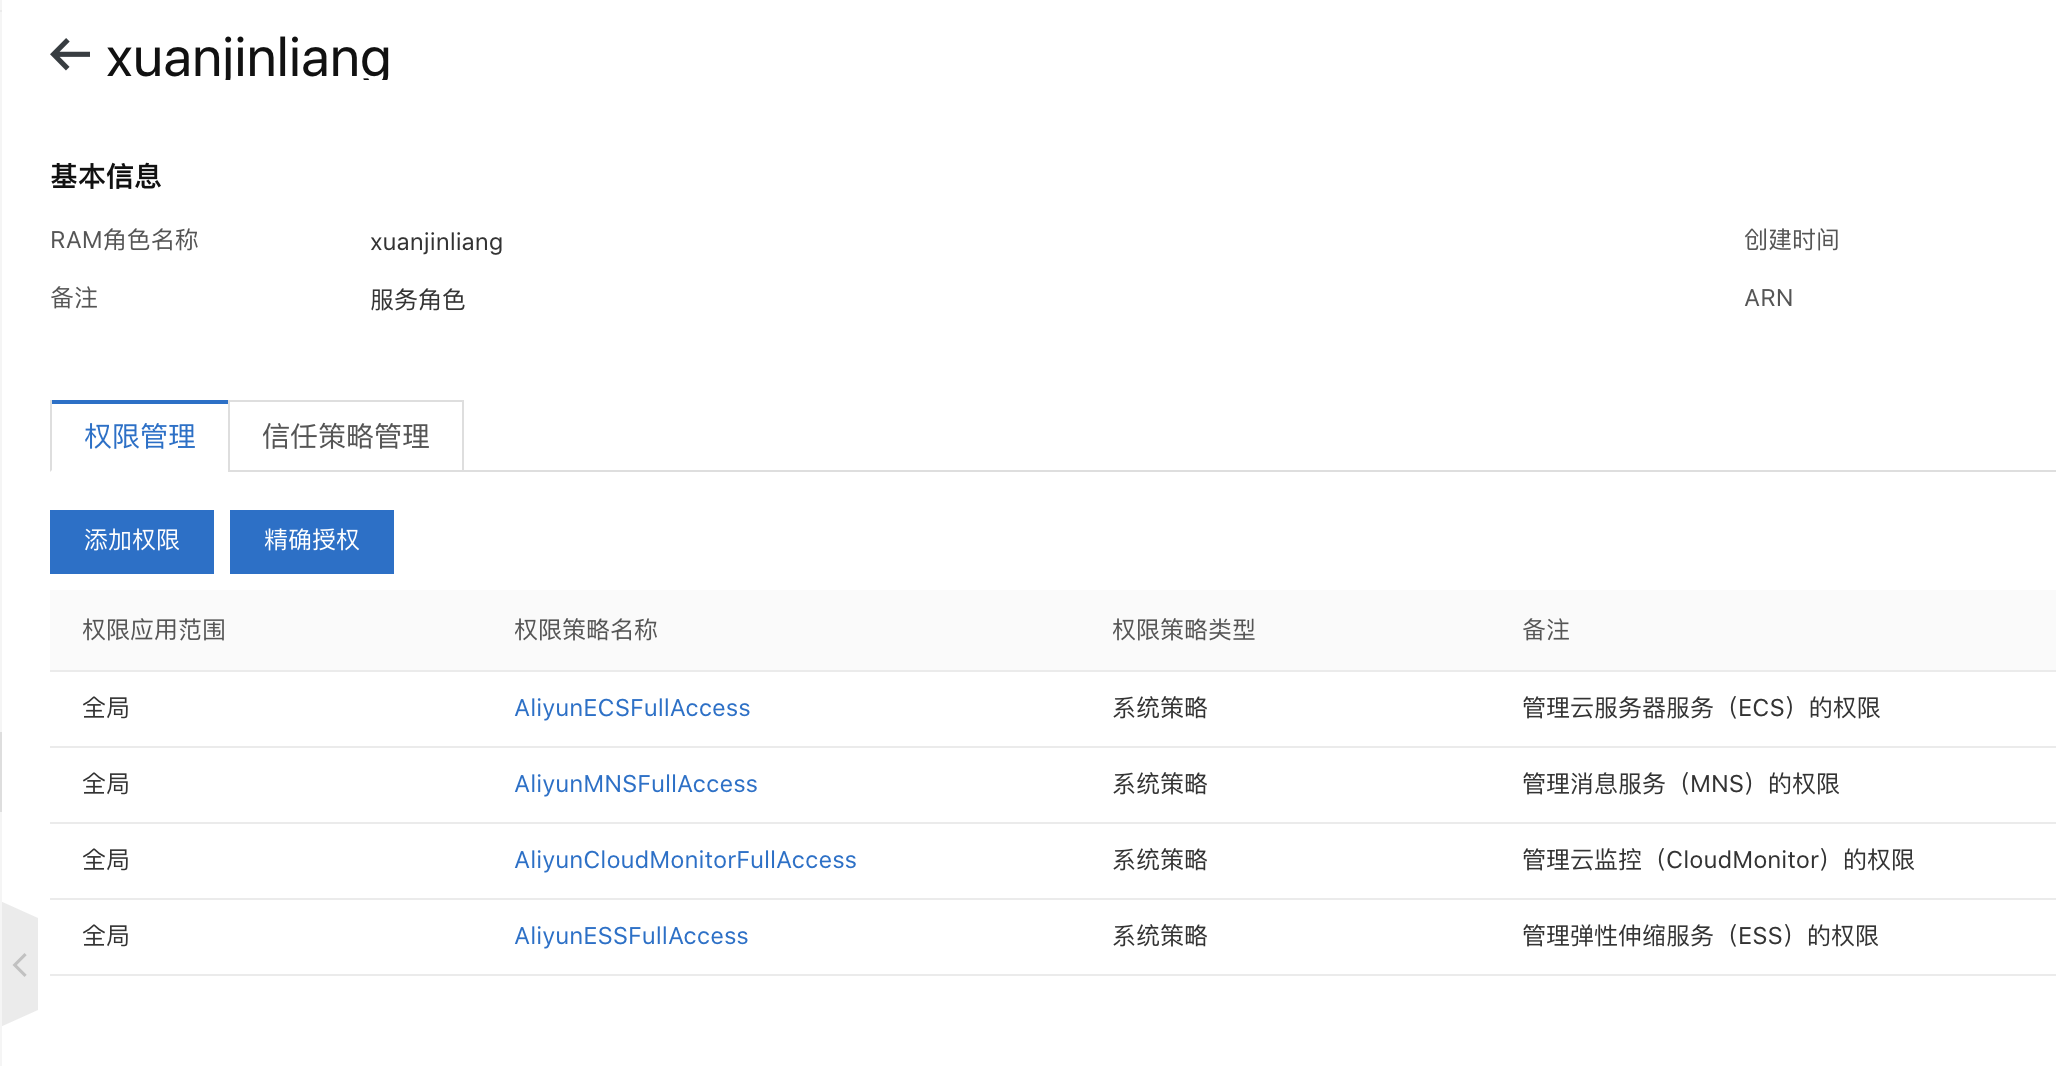 xuanjinliang
基本信息
RAM角色名称 xuanjinliang 创建时间
备注 服务角色 ARN
权限管理 信任策略管理
添加权限 精确授权
权限应用范围 权限策略名称 权限策略类型 备注
全局 AliyunECSFullAccess 系统策略 管理云服务器服务（ECS）的权限
全局 AliyunMNSFullAccess 系统策略 管理消息服务（MNS）的权限
全局 AliyunCloudMonitorFullAccess 系统策略 管理云监控（CloudMonitor）的权限
全局 AliyunESSFullAccess 系统策略 管理弹性伸缩服务（ESS）的权限